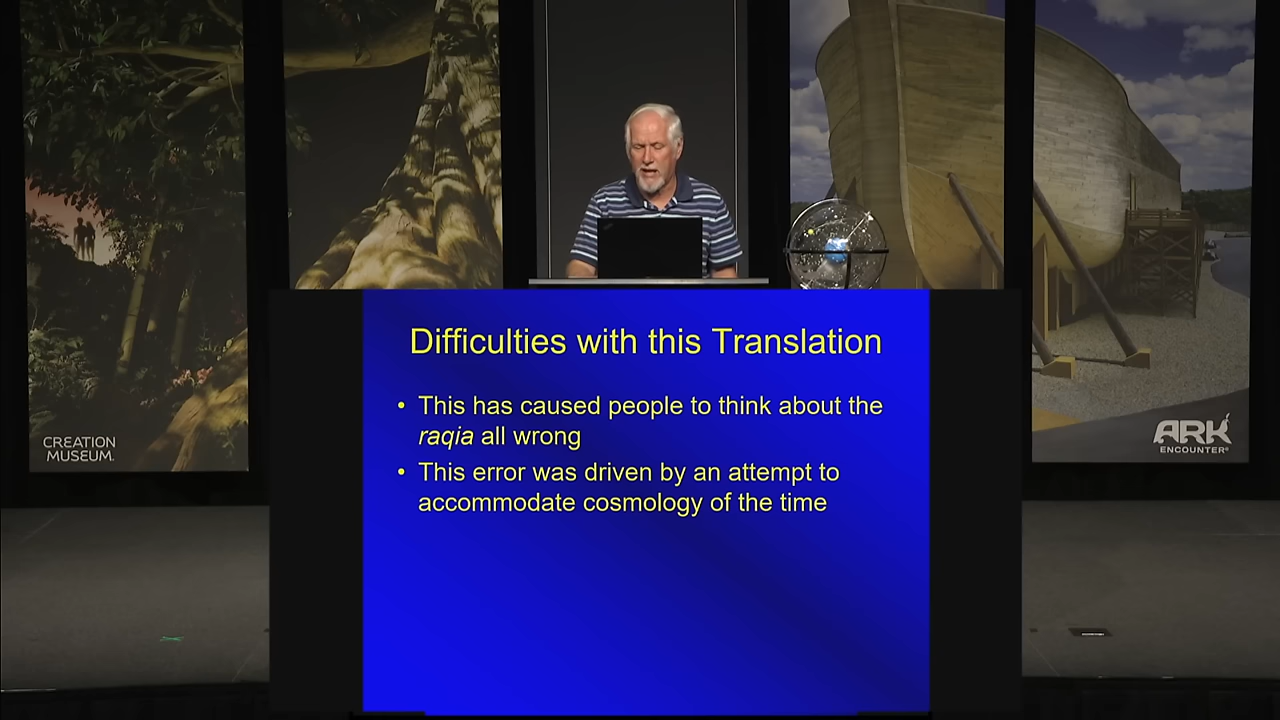 Difficulties with this Translation
• This has caused people to think about the
raqia all wrong
• This error was driven by an attempt to
accommodate cosmology of the time
CREATION
MUSEUM.
ARK
ENCOUNTER®